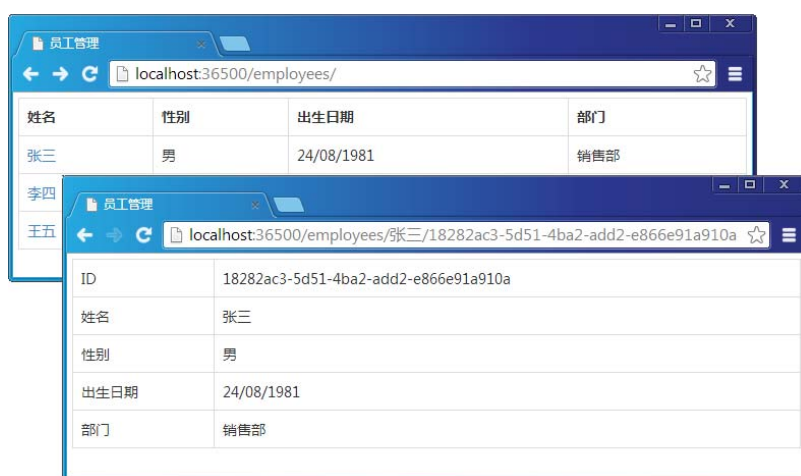 员工管理
localhost:36500/employees/
姓名 性别 出生日期 部门
张三 男 24/08/1981 销售部
李四
王五
员工管理
localhost:36500/employees/张三/18282ac3-5d51-4ba2-add2-e866e91a910a
ID 18282ac3-5d51-4ba2-add2-e866e91a910a
姓名 张三
性别 男
出生日期 24/08/1981
部门 销售部